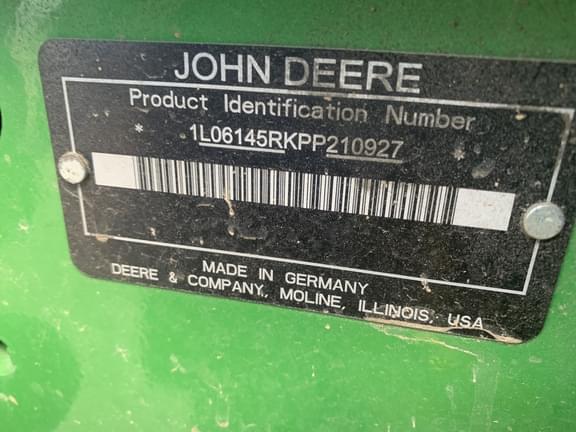 JOHN DEERE
Product Identification Number
* 1L06145RKPP210927 *
MADE IN GERMANY
DEERE & COMPANY, MOLINE, ILLINOIS, USA